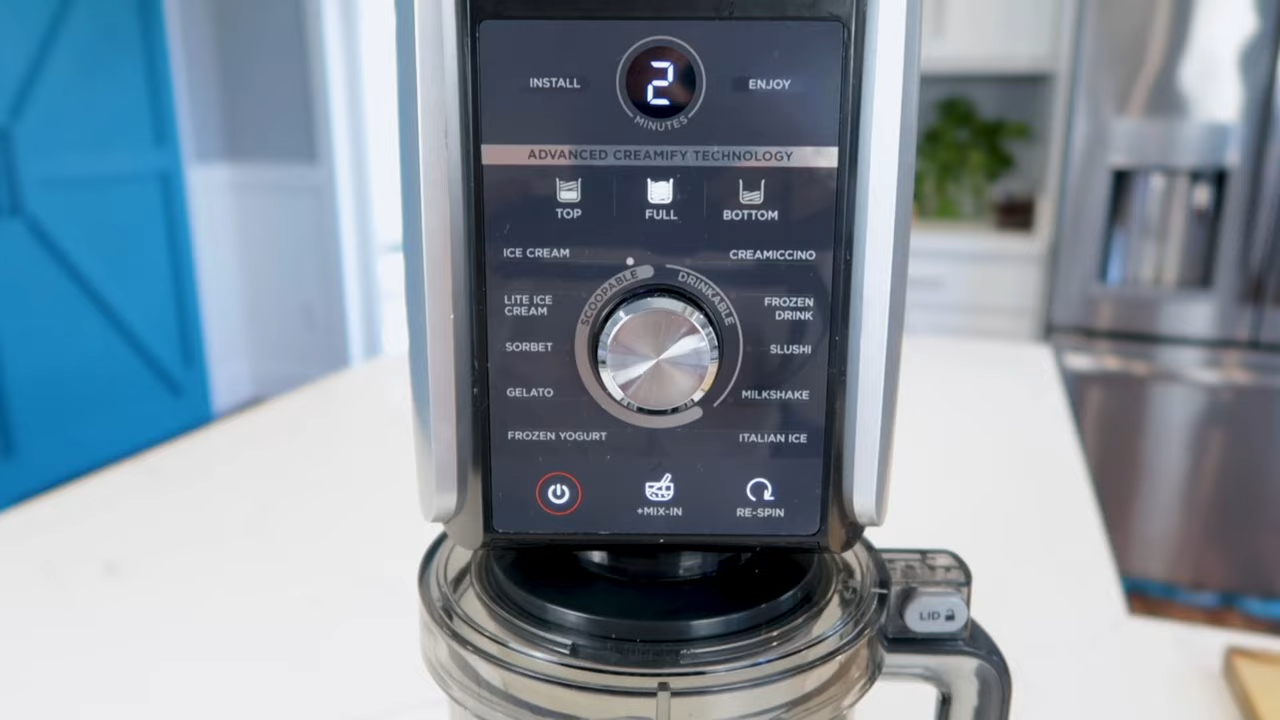 INSTALL
2
ENJOY
MINUTES
ADVANCED CREAMIFY TECHNOLOGY
TOP
FULL
BOTTOM
ICE CREAM
CREAMICCINO
SCOOPABLE
DRINKABLE
LITE ICE
CREAM
FROZEN
DRINK
SORBET
SLUSHI
GELATO
MILKSHAKE
FROZEN YOGURT
ITALIAN ICE
+MIX-IN
RE-SPIN
LID